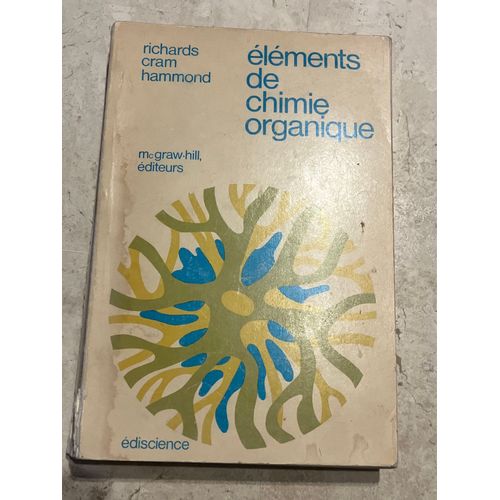 richards
cram
hammond
éléments
de
chimie
organique
mcgraw-hill,
éditeurs
édiscience